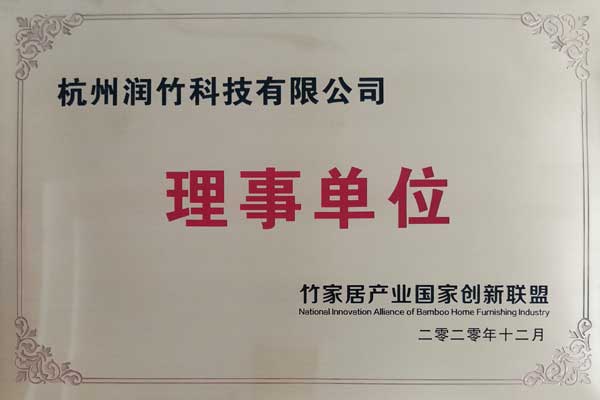 杭州润竹科技有限公司
理事单位
竹家居产业国家创新联盟
National Innovation Alliance of Bamboo Home Furnishing Industry
二零二零年十二月